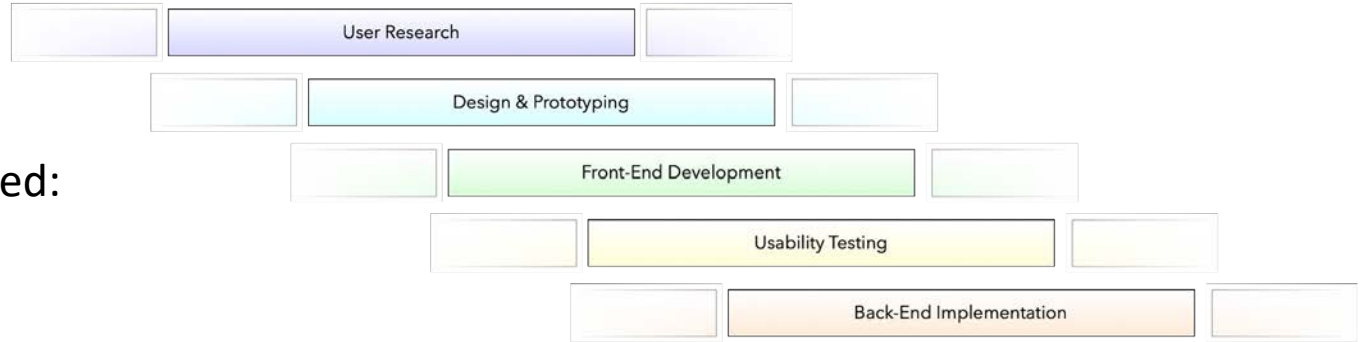 User Research
Design & Prototyping
ed:
Front-End Development
Usability Testing
Back-End Implementation